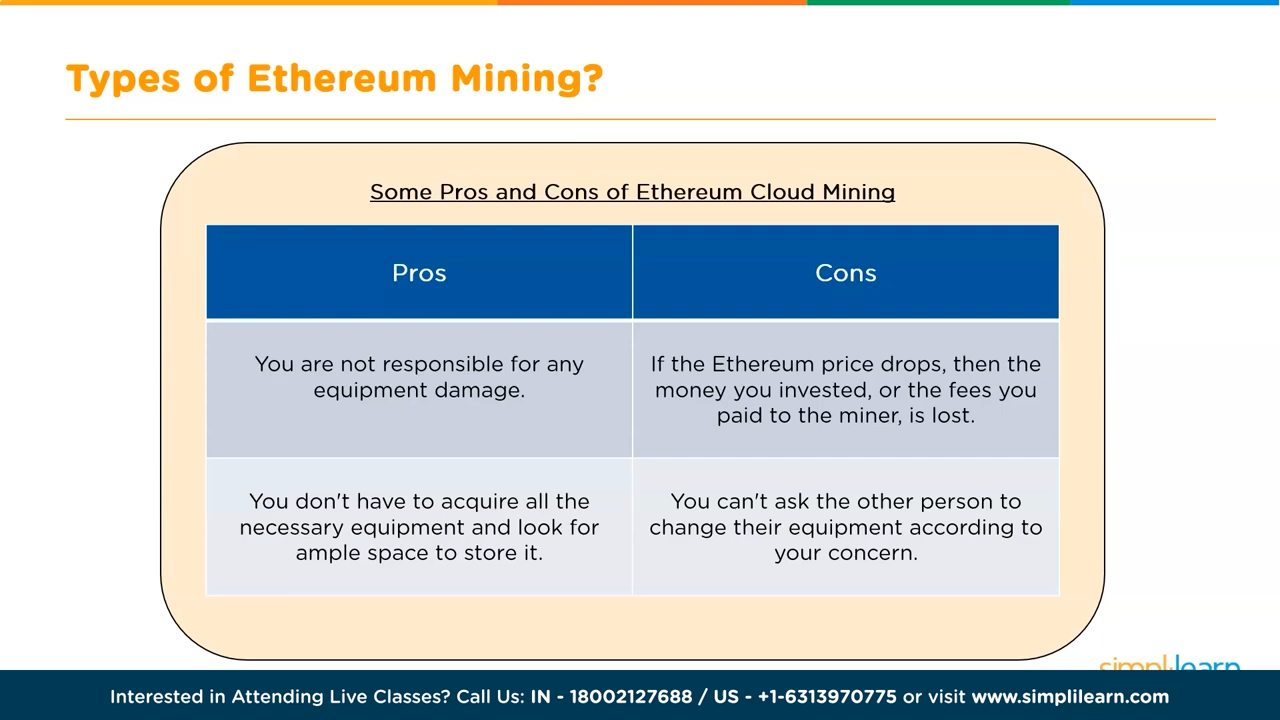 Types of Ethereum Mining?
Some Pros and Cons of Ethereum Cloud Mining
Pros
Cons
You are not responsible for any
equipment damage.
If the Ethereum price drops, then the
money you invested, or the fees you
paid to the miner, is lost.
You don't have to acquire all the
necessary equipment and look for
ample space to store it.
You can't ask the other person to
change their equipment according to
your concern.
simplilearn
Interested in Attending Live Classes? Call Us: IN - 18002127688 / US - +1-6313970775 or visit www.simplilearn.com